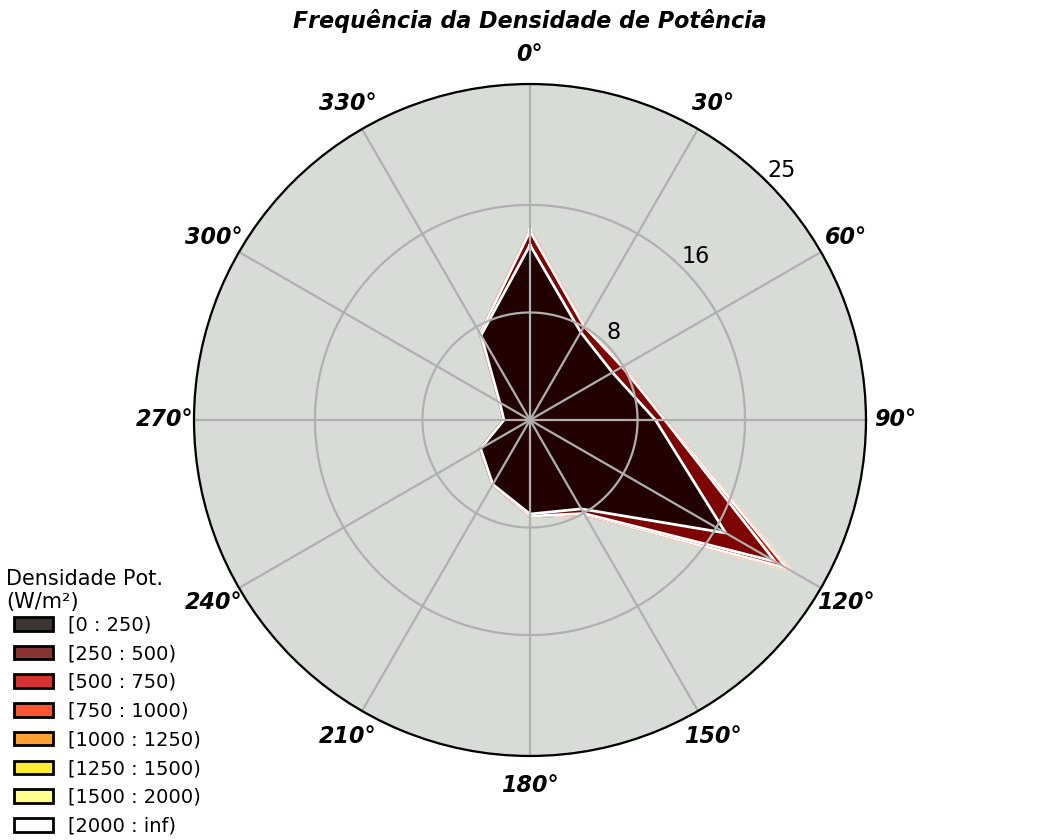 Frequência da Densidade de Potência
0°
330°
30°
25
300°
60°
16
8
270°
90°
Densidade Pot.
(W/m²)
240°
120°
[0 : 250)
[250 : 500)
[500 : 750)
[750 : 1000)
210°
150°
[1000 : 1250)
[1250 : 1500)
180°
[1500 : 2000)
[2000 : inf)